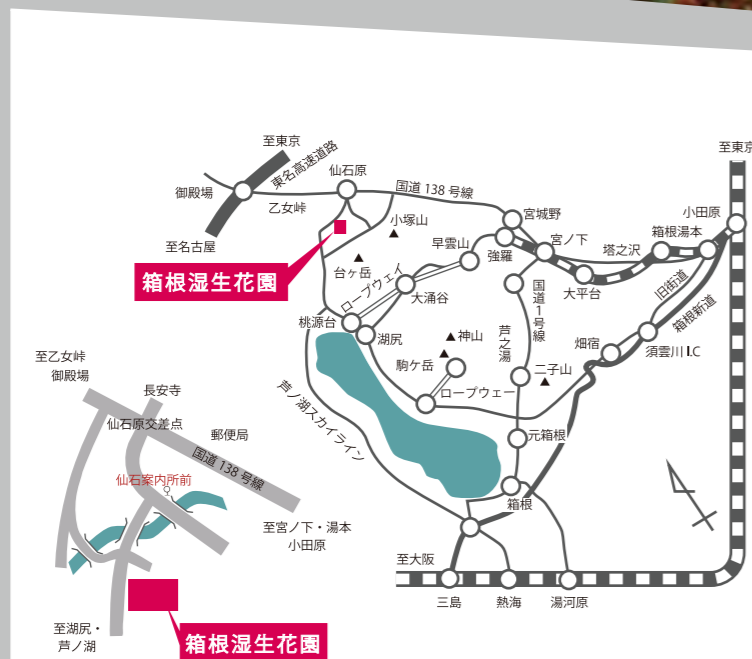 至東京
東名高速道路
御殿場
至名古屋
乙女峠
仙石原
国道 138 号線
小塚山
台ヶ岳
箱根湿生花園
ロープウェイ
早雲山
大涌谷
桃源台
湖尻
宮城野
強羅
宮ノ下
大平台
塔之沢
箱根湯本
小田原
至東京
旧街道
箱根新道
須雲川 I.C
畑宿
国道1号線
芦之湯
神山
駒ケ岳
二子山
ロープウェー
元箱根
箱根
芦ノ湖スカイライン
至大阪
三島
熱海
湯河原
至乙女峠
御殿場
長安寺
仙石原交差点
郵便局
国道 138 号線
仙石案内所前
至宮ノ下・湯本
小田原
至湖尻・
芦ノ湖
箱根湿生花園